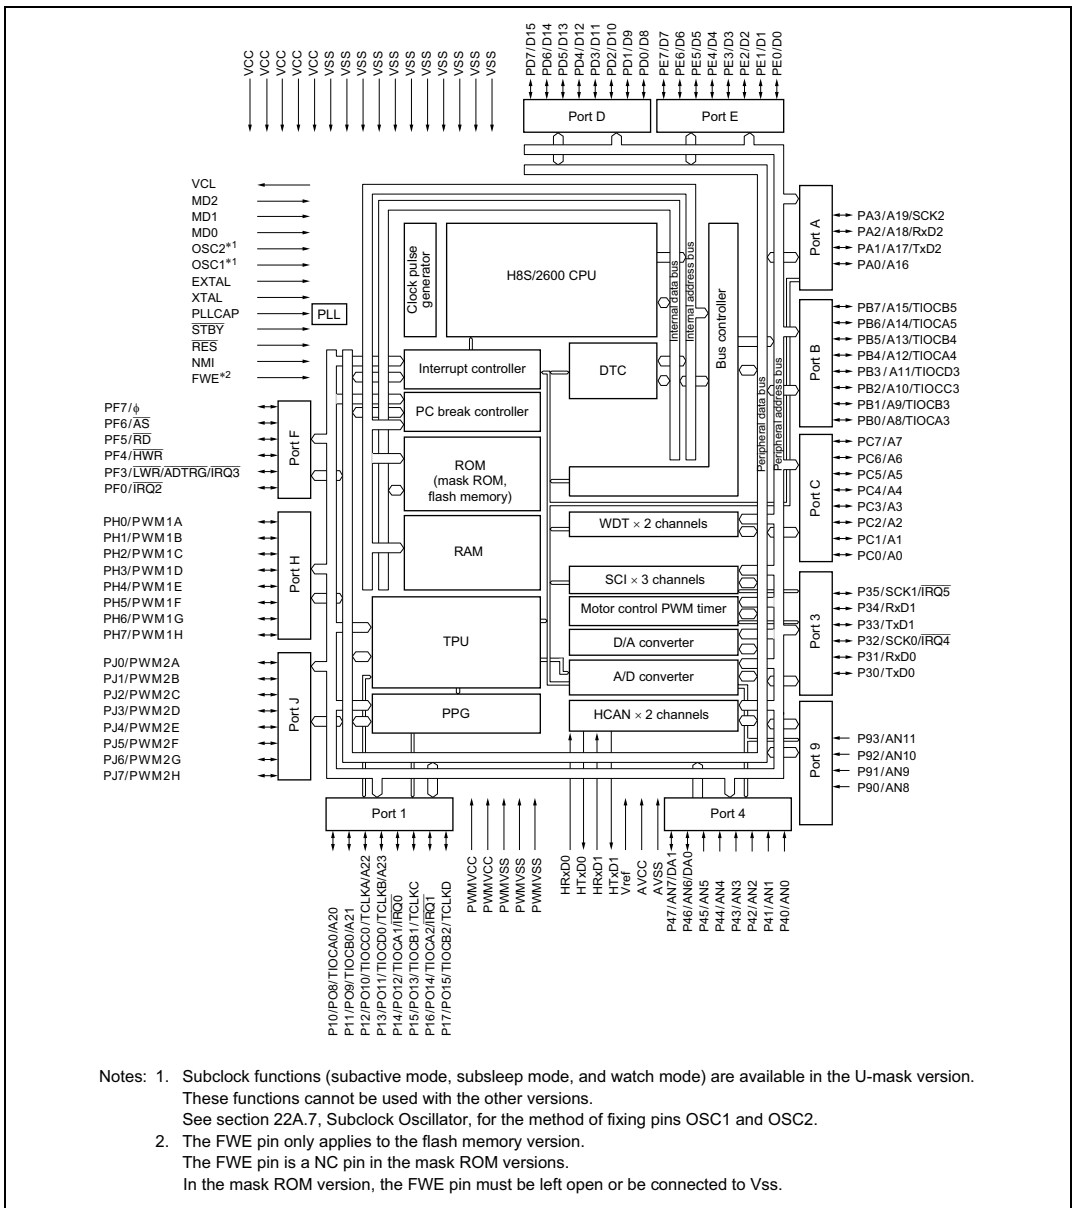 VCC
VCC
VCC
VCC
VCC
VSS
VSS
VSS
VSS
VSS
VSS
VSS
VSS
VSS
VSS
VSS
PD7/D15
PD6/D14
PD5/D13
PD4/D12
PD3/D11
PD2/D10
PD1/D9
PD0/D8
PE7/D7
PE6/D6
PE5/D5
PE4/D4
PE3/D3
PE2/D2
PE1/D1
PE0/D0
Port D
Port E
VCL
MD2
MD1
MD0
OSC2*1
OSC1*1
EXTAL
XTAL
PLLCAP
STBY
RES
NMI
FWE*2
PLL
Clock pulse
generator
H8S/2600 CPU
Internal data bus
Internal address bus
Bus controller
Peripheral data bus
Peripheral address bus
Port A
PA3/A19/SCK2
PA2/A18/RxD2
PA1/A17/TxD2
PA0/A16
Interrupt controller
DTC
PC break controller
ROM
(mask ROM,
flash memory)
RAM
TPU
PPG
WDT × 2 channels
SCI × 3 channels
Motor control PWM timer
D/A converter
A/D converter
HCAN × 2 channels
Port B
PB7/A15/TIOCB5
PB6/A14/TIOCA5
PB5/A13/TIOCB4
PB4/A12/TIOCA4
PB3 / A11/TIOCD3
PB2/A10/TIOCC3
PB1/A9/TIOCB3
PB0/A8/TIOCA3
PF7/ϕ
PF6/AS
PF5/RD
PF4/HWR
PF3/LWR/ADTRG/IRQ3
PF0/IRQ2
Port F
Port C
PC7/A7
PC6/A6
PC5/A5
PC4/A4
PC3/A3
PC2/A2
PC1/A1
PC0/A0
PH0/PWM1A
PH1/PWM1B
PH2/PWM1C
PH3/PWM1D
PH4/PWM1E
PH5/PWM1F
PH6/PWM1G
PH7/PWM1H
Port H
Port 3
P35/SCK1/IRQ5
P34/RxD1
P33/TxD1
P32/SCK0/IRQ4
P31/RxD0
P30/TxD0
PJ0/PWM2A
PJ1/PWM2B
PJ2/PWM2C
PJ3/PWM2D
PJ4/PWM2E
PJ5/PWM2F
PJ6/PWM2G
PJ7/PWM2H
Port J
Port 9
P93/AN11
P92/AN10
P91/AN9
P90/AN8
Port 1
Port 4
P10/PO8/TIOCA0/A20
P11/PO9/TIOCB0/A21
P12/PO10/TIOCC0/TCLKA/A22
P13/PO11/TIOCD0/TCLKB/A23
P14/PO12/TIOCA1/IRQ0
P15/PO13/TIOCB1/TCLKC
P16/PO14/TIOCA2/IRQ1
P17/PO15/TIOCB2/TCLKD
PWMVCC
PWMVCC
PWMVSS
PWMVSS
PWMVSS
HRxD0
HTxD0
HRxD1
HTxD1
Vref
AVCC
AVSS
P47/AN7/DA1
P46/AN6/DA0
P45/AN5
P44/AN4
P43/AN3
P42/AN2
P41/AN1
P40/AN0
Notes: 1. Subclock functions (subactive mode, subsleep mode, and watch mode) are available in the U-mask version.
These functions cannot be used with the other versions.
See section 22A.7, Subclock Oscillator, for the method of fixing pins OSC1 and OSC2.
2. The FWE pin only applies to the flash memory version.
The FWE pin is a NC pin in the mask ROM versions.
In the mask ROM version, the FWE pin must be left open or be connected to Vss.